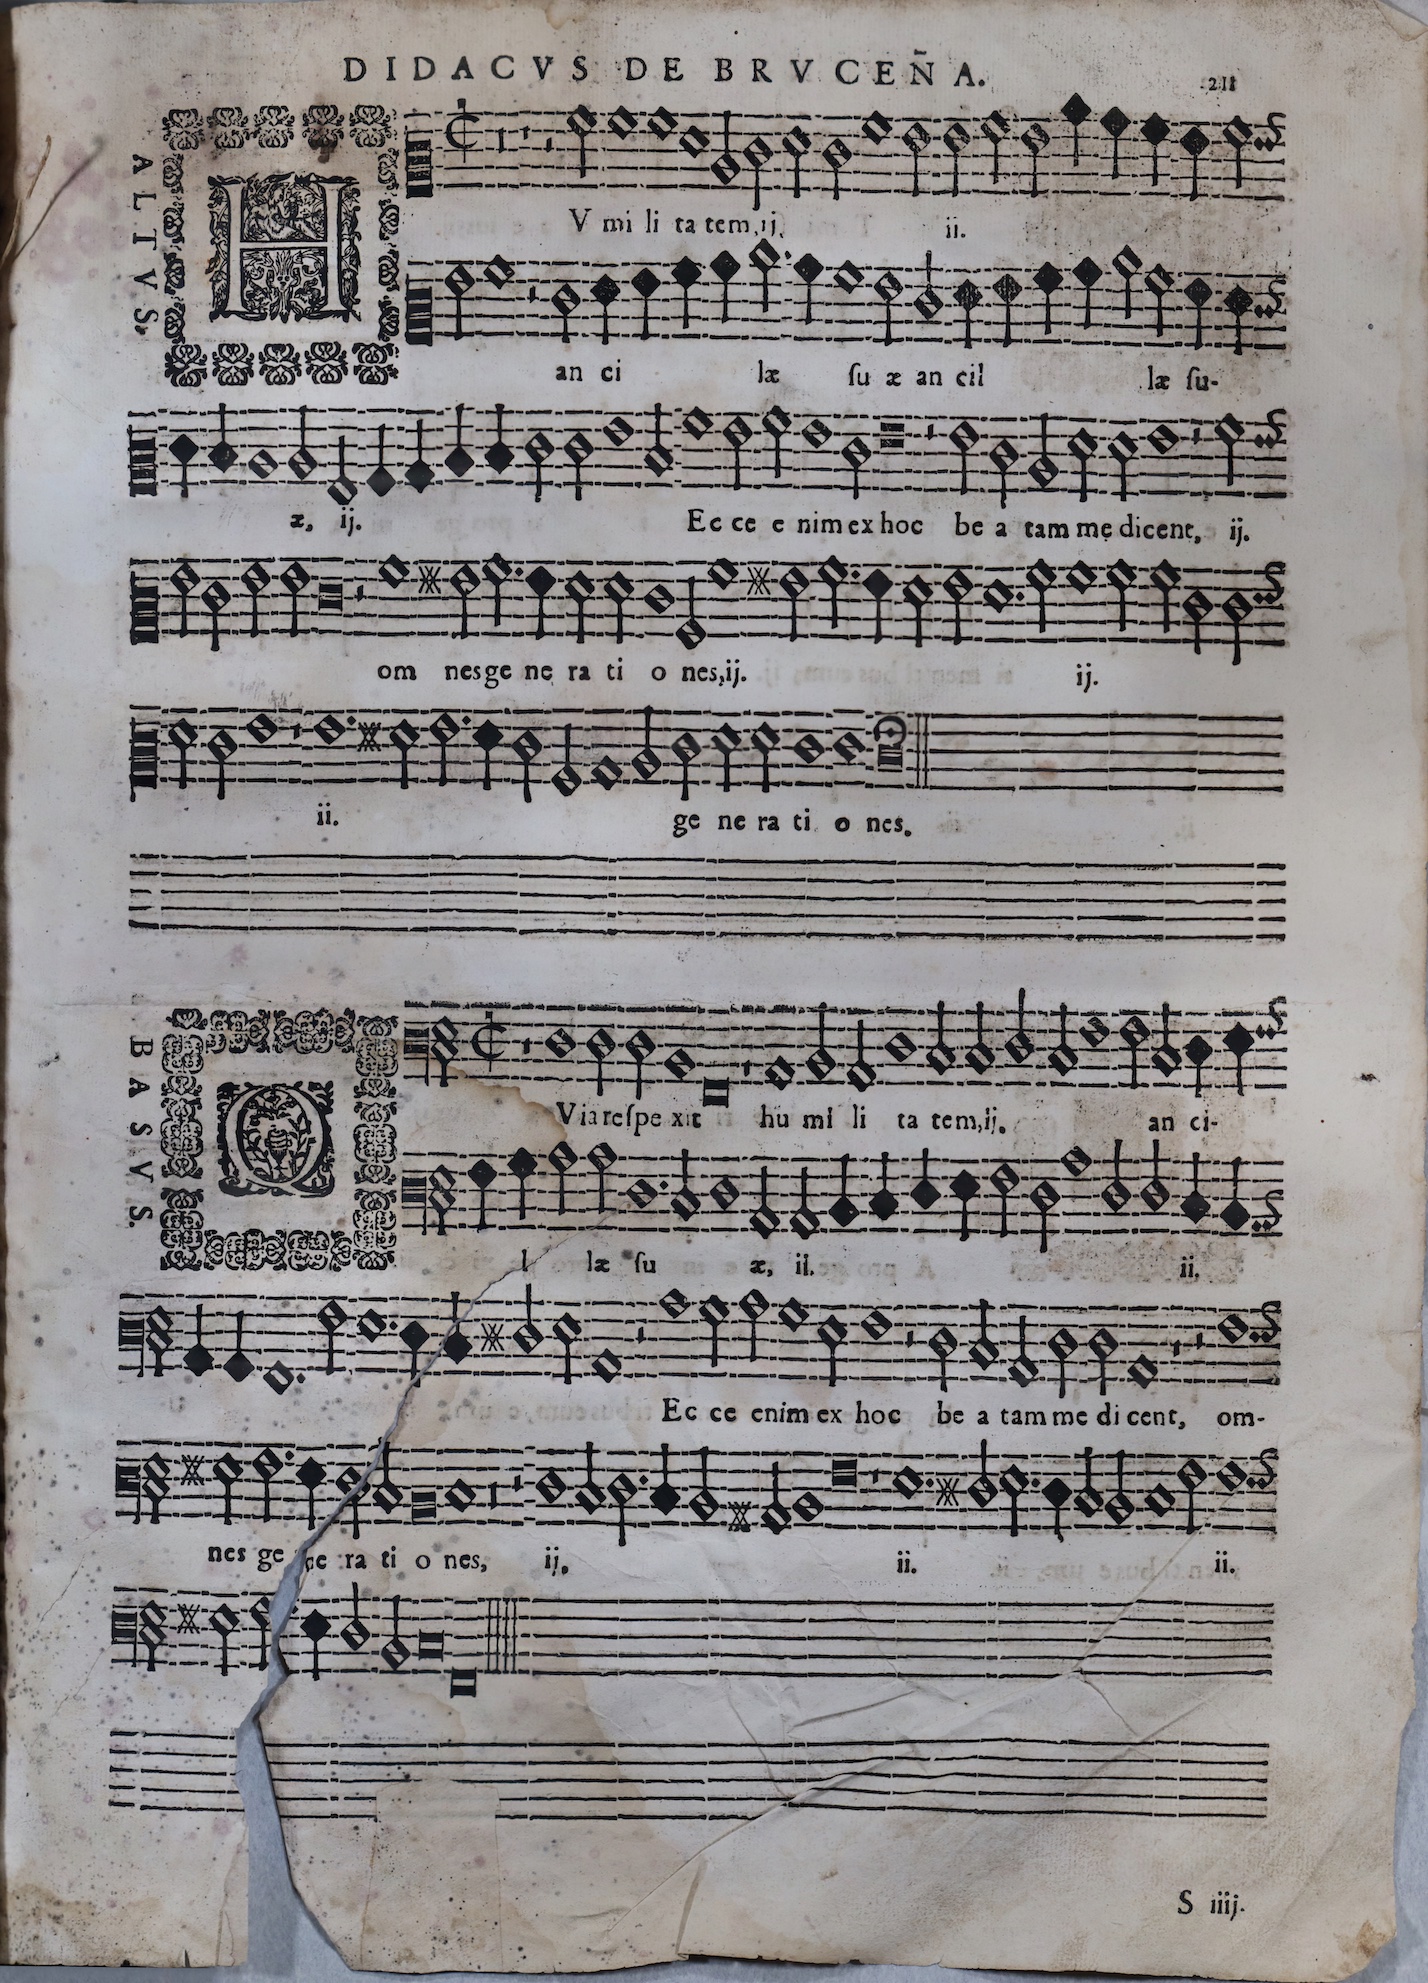 DIDACVS DE BRVCEÑA.
211
ALTVS.
H
V mi li ta tem, ij. ii.
an ci læ ſu æ an cil læ ſu-
æ, ij. Ec ce e nim ex hoc be a tam me dicent, ij.
om nes ge ne ra ti o nes, ij. ij.
ii. ge ne ra ti o nes.
BASVS.
Q
Via reſpe xit hu mi li ta tem, ij. an ci-
l læ ſu æ, ii. ii.
Ec ce enim ex hoc be a tam me di cent, om-
nes ge ne ra ti o nes, ij. ii. ii.
S iiij.